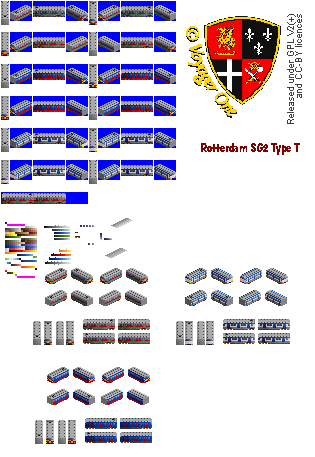 © Voyager One
Released under GPL V2(+)
and CC-BY licences
Rotterdam SG2 Type T